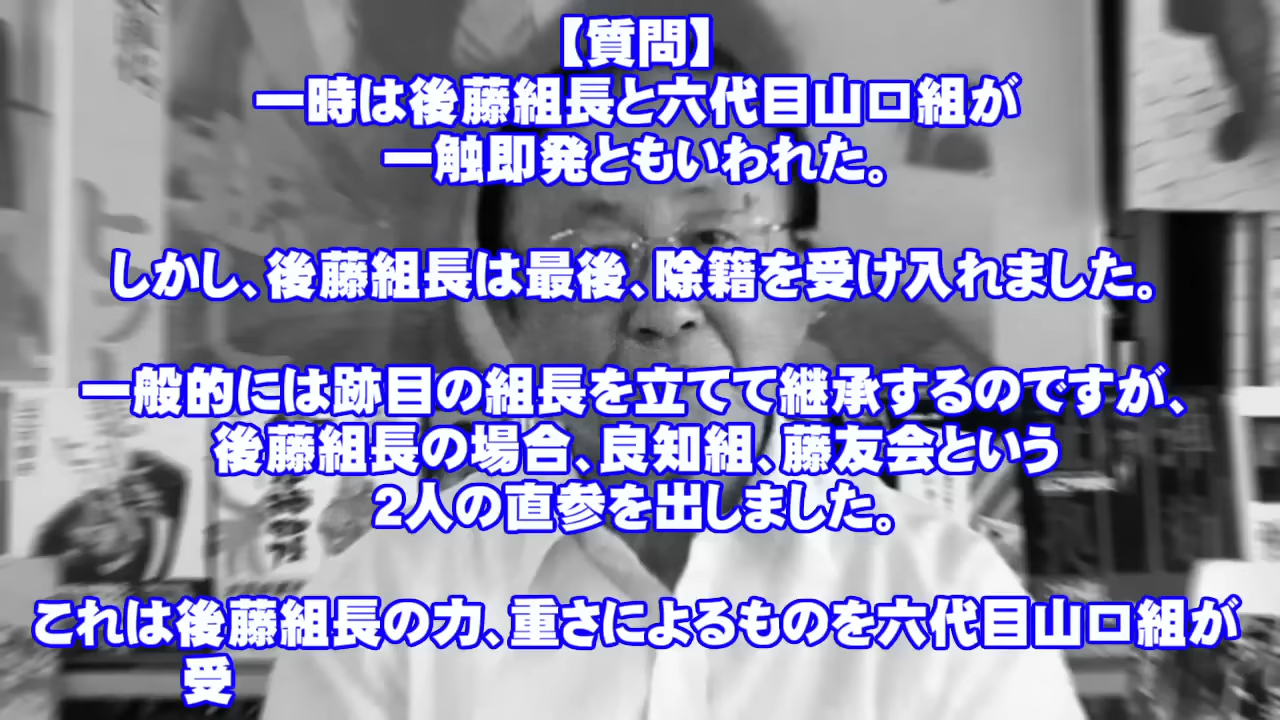 【質問】
一時は後藤組長と六代目山口組が
一触即発ともいわれた。
しかし、後藤組長は最後、除籍を受け入れました。
一般的には跡目の組長を立てて継承するのですが、
後藤組長の場合、良知組、藤友会という
2人の直参を出しました。
これは後藤組長の力、重さによるものを六代目山口組が
受